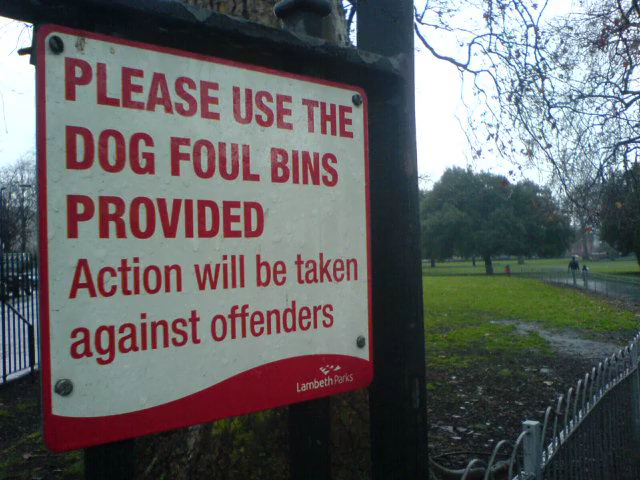 PLEASE USE THE
DOG FOUL BINS
PROVIDED
Action will be taken
against offenders
Lambeth Parks